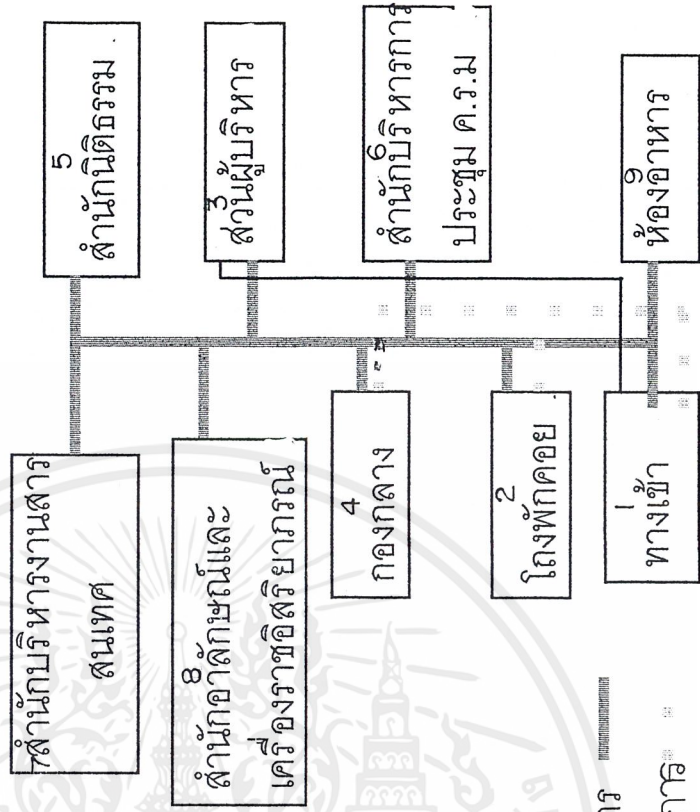 7สำนักบริหารงานสาร
สนเทศ
5
สำนักนิติธรรม
8
สำนักอาลักษณ์และ
เครื่องราชอิสริยาภรณ์
3
ส่วนผู้บริหาร
4
กองกลาง
6
สำนักบริหารการ
ประชุม ค.ร.ม
2
โถงพักคอย
1
ทางเข้า
9
ห้องอาหาร